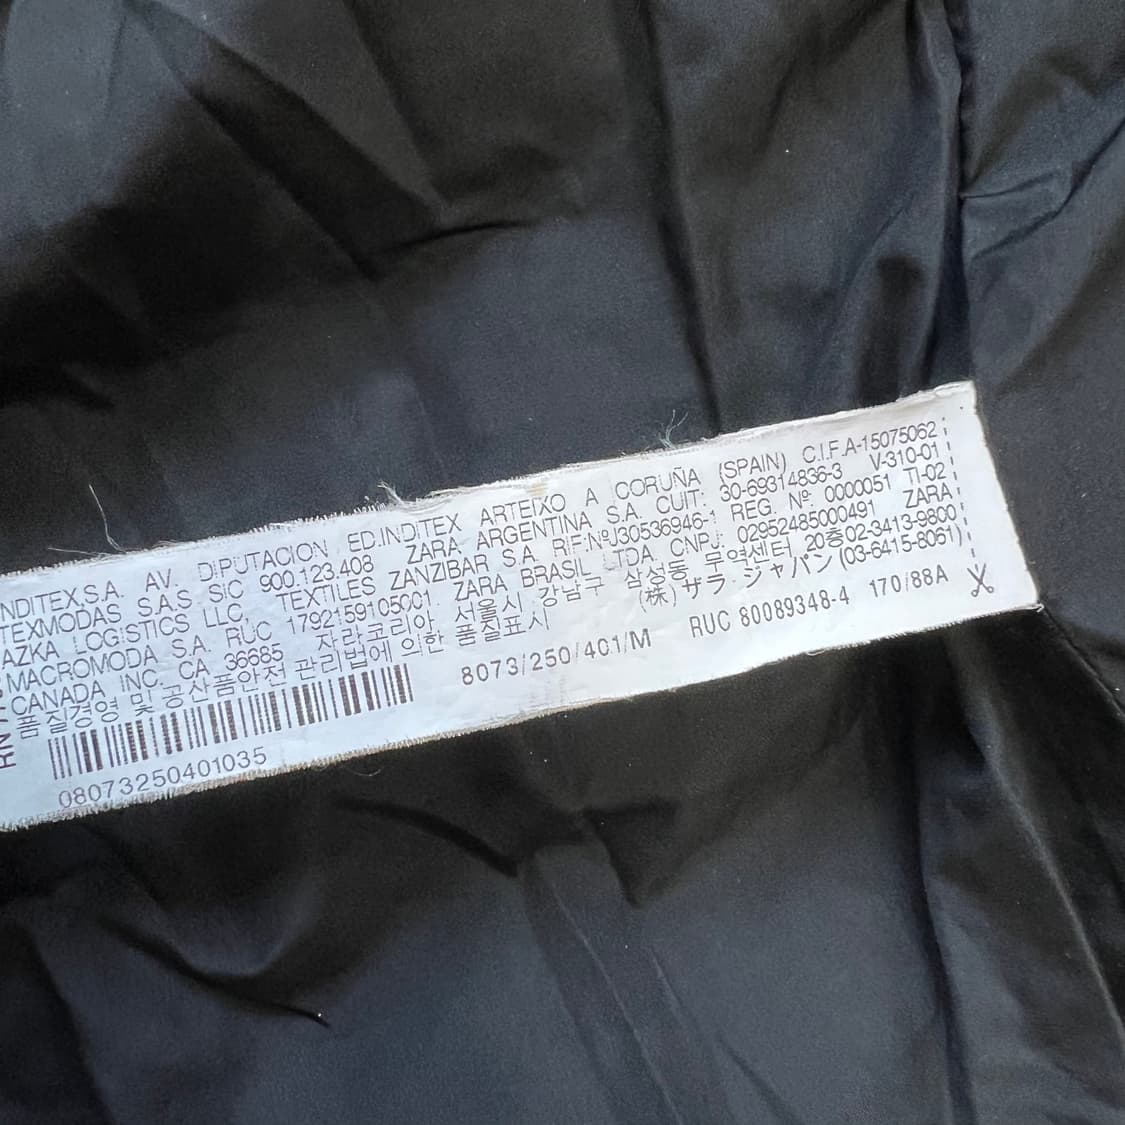 INDITEX,S.A. AV. DIPUTACION ED.INDITEX ARTEIXO A CORUÑA (SPAIN) C.I.F.A-15075062
TEXMODAS S.A.S SIC 900.123.408 ZARA ARGENTINA S.A. CUIT: 30-69314836-3 V-310-01
AZKA LOGISTICS LLC, TEXTILES ZANZIBAR S.A. RIF:NºJ30536946-1 REG. Nº: 0000051 TI-02
MACROMODA S.A. RUC 1792159105001 ZARA BRASIL LTDA. CNPJ: 02952485000491 ZARA
CANADA INC. CA 36685 자라코리아 서울시 강남구 삼성동 무역센터 20층02-3413-9800
품질경영 및 공산품안전 관리법에 의한 품질표시 (株) ザラ・ジャパン (03-6415-8061)
8073/250/401/M RUC 80089348-4 170/88A
08073250401035
RN